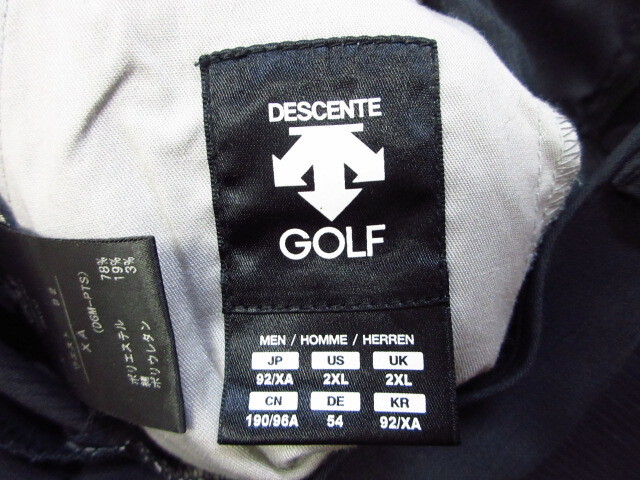 DESCENTE
GOLF
MEN / HOMME / HERREN
JP US UK
92/XA 2XL 2XL
CN DE KR
190/96A 54 92/XA
92
XA
(DGM-PTS)
ポリエステル 78%
綿 19%
ポリウレタン 3%